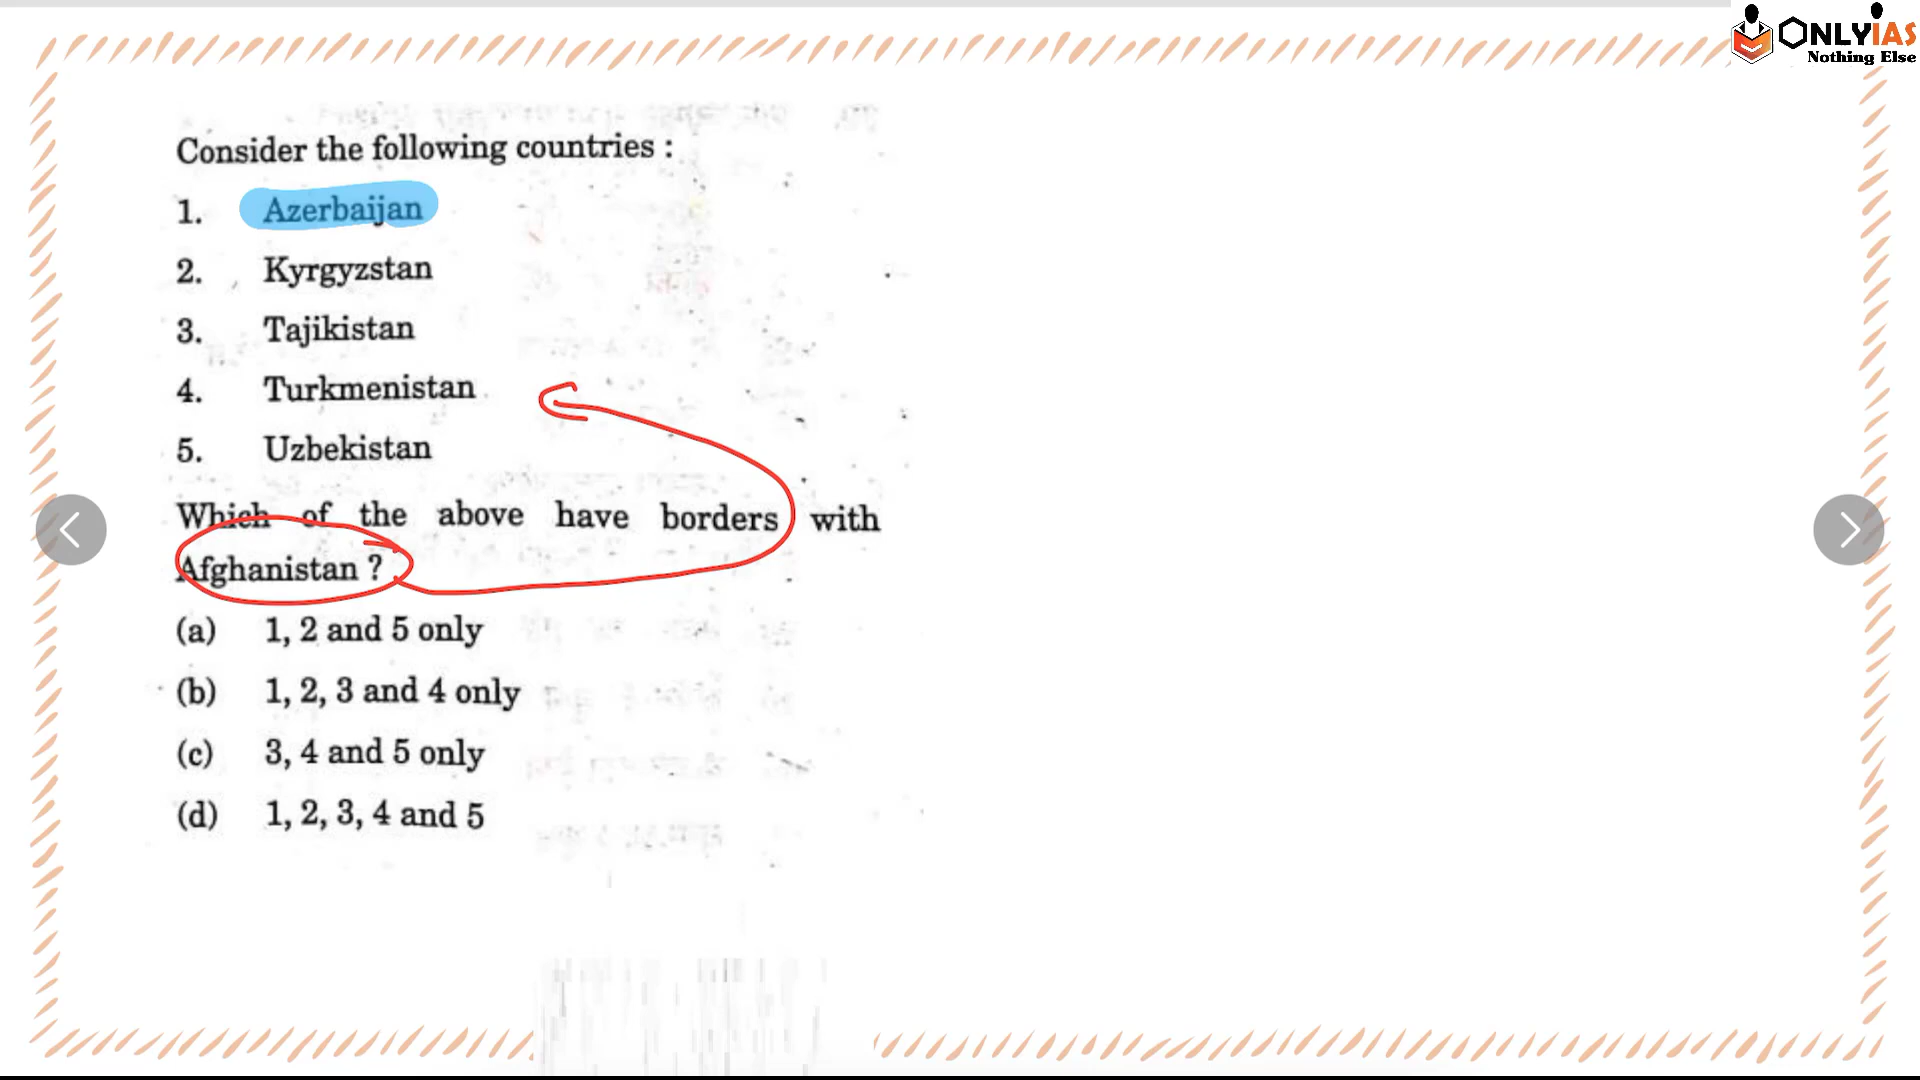 ONLYIAS
Nothing Else
Consider the following countries :
1. Azerbaijan
2. Kyrgyzstan
3. Tajikistan
4. Turkmenistan
5. Uzbekistan
Which of the above have borders with
Afghanistan ?
(a) 1, 2 and 5 only
(b) 1, 2, 3 and 4 only
(c) 3, 4 and 5 only
(d) 1, 2, 3, 4 and 5